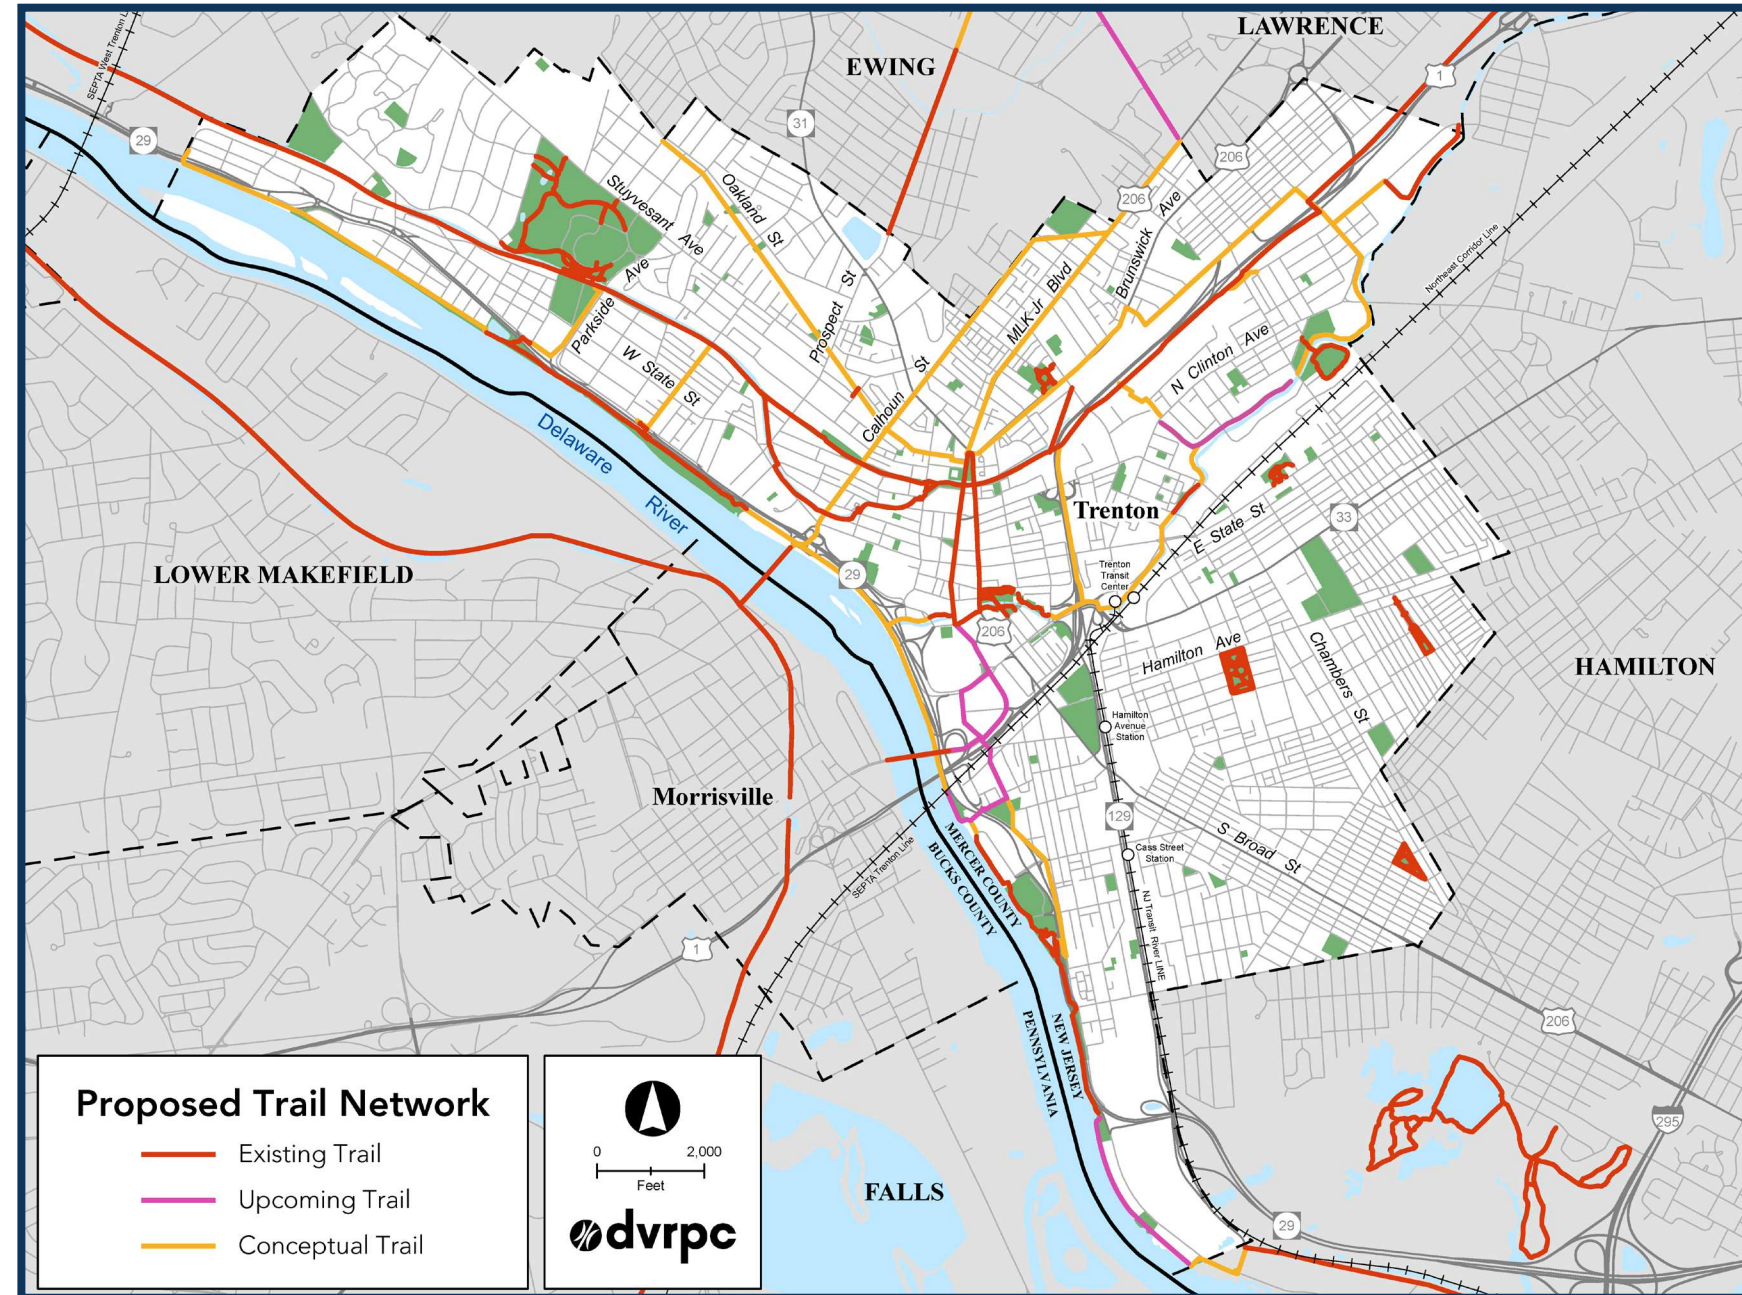 LAWRENCE
EWING
SEPTA West Trenton Li
1
31
29
206
206
Stuyvesant Ave
Oakland St
Brunswick Ave
Northeast Corridor Line
MLK Jr Blvd
Prospect St
Parkside Ave
N Clinton Ave
W State St
Calhoun St
Delaware River
Trenton
33
E State St
LOWER MAKEFIELD
29
Trenton
Transit
Center
206
Hamilton Ave
Chambers St
HAMILTON
Hamilton
Avenue
Station
Morrisville
129
S Broad St
Cass Street
Station
MERCER COUNTY
BUCKS COUNTY
SEPTA Trenton Line
NJ Transit River LINE
1
206
NEW JERSEY
PENNSYLVANIA
295
FALLS
29
Proposed Trail Network
Existing Trail
Upcoming Trail
Conceptual Trail
0 2,000
Feet
dvrpc